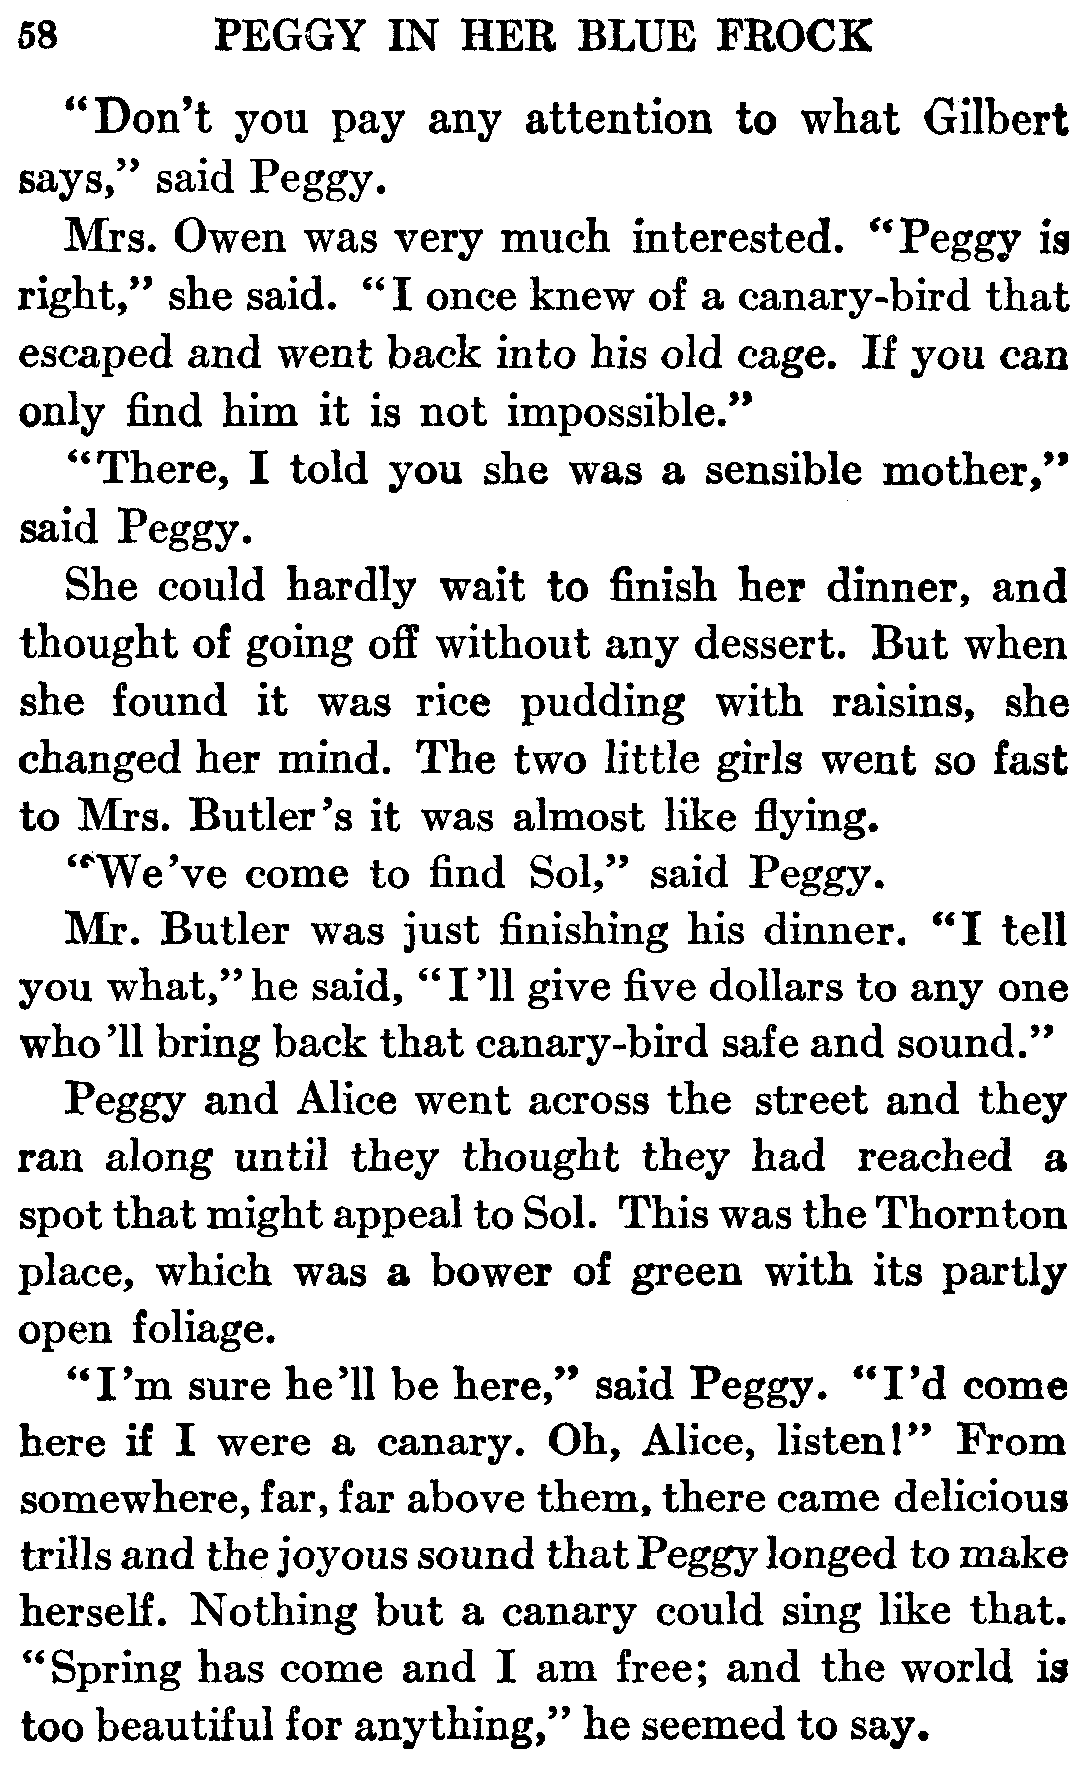 58 PEGGY IN HER BLUE FROCK
"Don't you pay any attention to what Gilbert
says," said Peggy.
Mrs. Owen was very much interested. "Peggy is
right," she said. "I once knew of a canary-bird that
escaped and went back into his old cage. If you can
only find him it is not impossible."
"There, I told you she was a sensible mother,"
said Peggy.
She could hardly wait to finish her dinner, and
thought of going off without any dessert. But when
she found it was rice pudding with raisins, she
changed her mind. The two little girls went so fast
to Mrs. Butler's it was almost like flying.
"We've come to find Sol," said Peggy.
Mr. Butler was just finishing his dinner. "I tell
you what," he said, "I'll give five dollars to any one
who'll bring back that canary-bird safe and sound."
Peggy and Alice went across the street and they
ran along until they thought they had reached a
spot that might appeal to Sol. This was the Thornton
place, which was a bower of green with its partly
open foliage.
"I'm sure he'll be here," said Peggy. "I'd come
here if I were a canary. Oh, Alice, listen!" From
somewhere, far, far above them, there came delicious
trills and the joyous sound that Peggy longed to make
herself. Nothing but a canary could sing like that.
"Spring has come and I am free; and the world is
too beautiful for anything," he seemed to say.